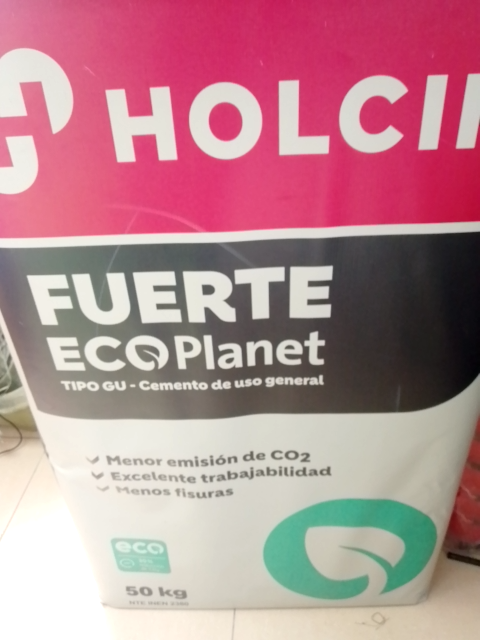 HOLCI
FUERTE
ECOPlanet
TIPO GU - Cemento de uso general
Menor emisión de CO2
Excelente trabajabilidad
Menos fisuras
eco
50 kg